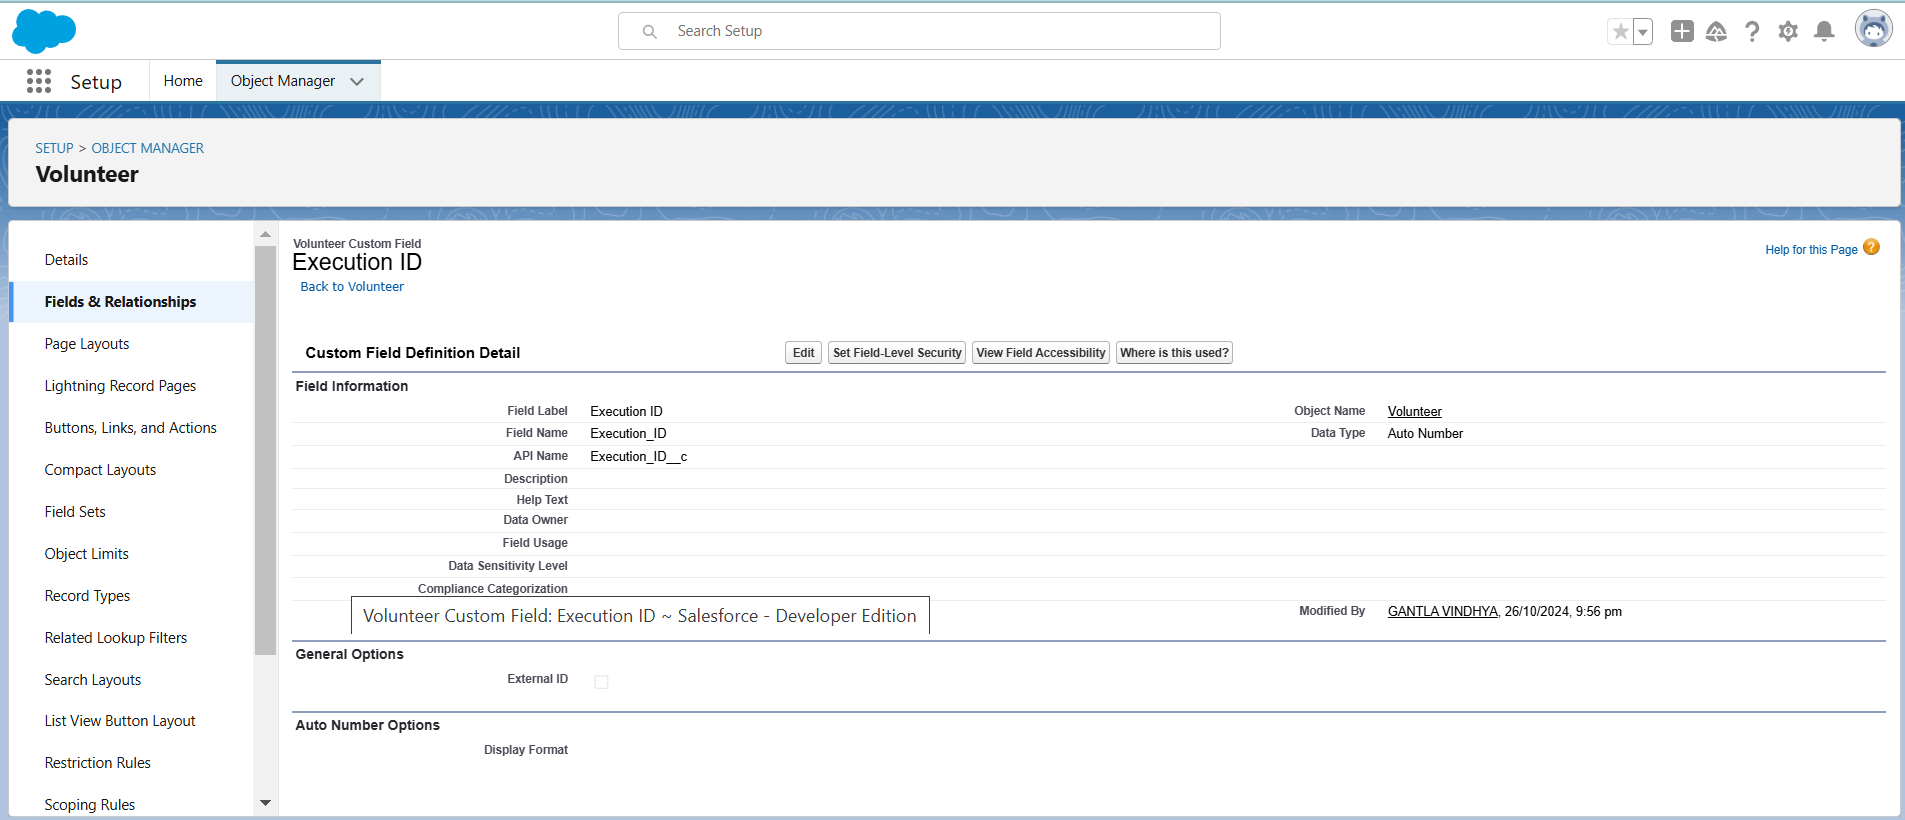 Search Setup
Setup
Home
Object Manager
SETUP > OBJECT MANAGER
Volunteer
Details
Fields & Relationships
Page Layouts
Lightning Record Pages
Buttons, Links, and Actions
Compact Layouts
Field Sets
Object Limits
Record Types
Related Lookup Filters
Search Layouts
List View Button Layout
Restriction Rules
Scoping Rules
Volunteer Custom Field
Execution ID
Back to Volunteer
Help for this Page ?
Custom Field Definition Detail
Edit
Set Field-Level Security
View Field Accessibility
Where is this used?
Field Information
Field Label Execution ID Object Name Volunteer
Field Name Execution_ID Data Type Auto Number
API Name Execution_ID__c
Description
Help Text
Data Owner
Field Usage
Data Sensitivity Level
Compliance Categorization
Volunteer Custom Field: Execution ID ~ Salesforce - Developer Edition
Modified By GANTLA VINDHYA, 26/10/2024, 9:56 pm
General Options
External ID
Auto Number Options
Display Format